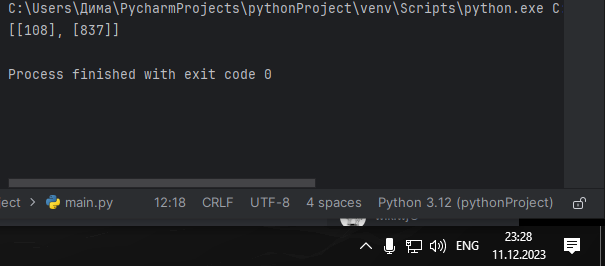 C:\Users\Дима\PycharmProjects\pythonProject\venv\Scripts\python.exe C
[[108], [837]]
Process finished with exit code 0
ject > main.py 12:18 CRLF UTF-8 4 spaces Python 3.12 (pythonProject)
ENG 23:28
11.12.2023